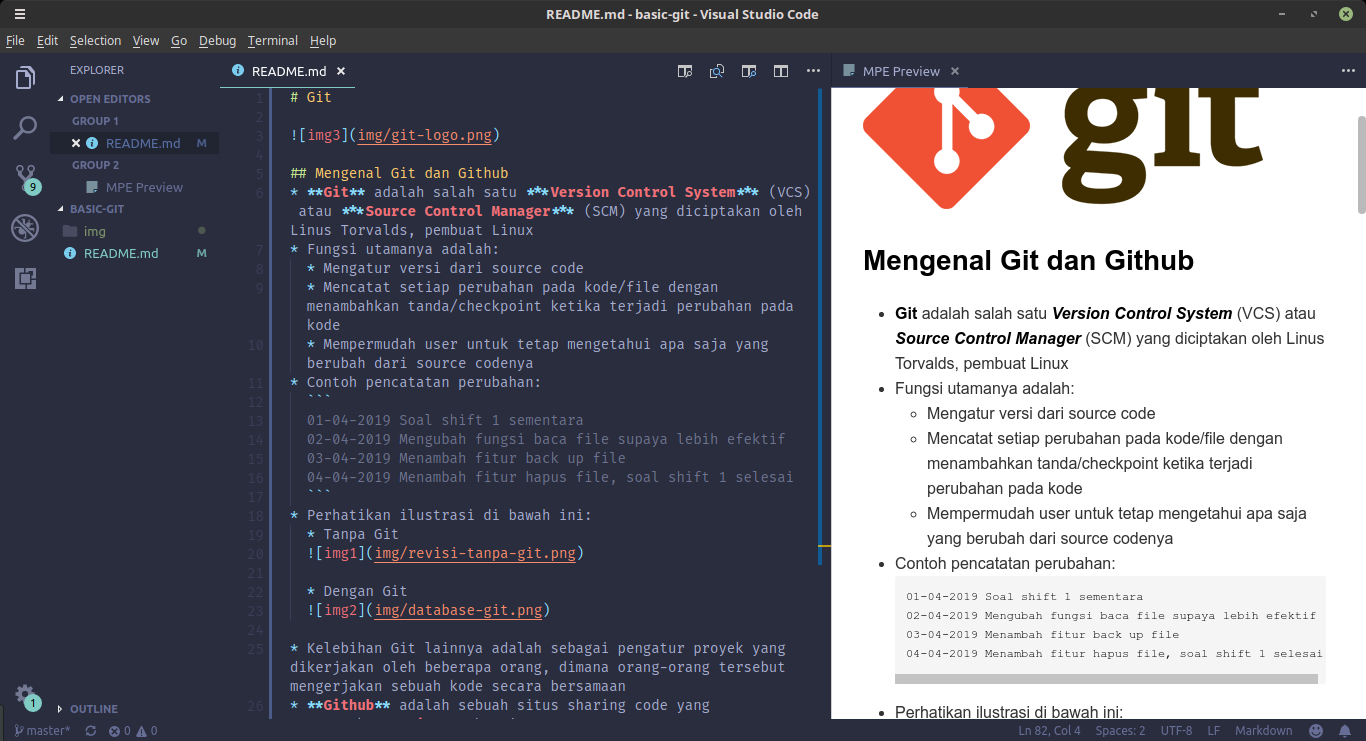 README.md - basic-git - Visual Studio Code
File Edit Selection View Go Debug Terminal Help
EXPLORER
OPEN EDITORS
GROUP 1
README.md M
GROUP 2
MPE Preview
BASIC-GIT
img
README.md M
OUTLINE
9
1
README.md
1 # Git
2
3 ![img3](img/git-logo.png)
4
5 ## Mengenal Git dan Github
6 * **Git** adalah salah satu ***Version Control System*** (VCS)
atau ***Source Control Manager*** (SCM) yang diciptakan oleh
Linus Torvalds, pembuat Linux
7 * Fungsi utamanya adalah:
8 * Mengatur versi dari source code
9 * Mencatat setiap perubahan pada kode/file dengan
menambahkan tanda/checkpoint ketika terjadi perubahan pada
kode
10 * Mempermudah user untuk tetap mengetahui apa saja yang
berubah dari source codenya
11 * Contoh pencatatan perubahan:
12 ```
13 01-04-2019 Soal shift 1 sementara
14 02-04-2019 Mengubah fungsi baca file supaya lebih efektif
15 03-04-2019 Menambah fitur back up file
16 04-04-2019 Menambah fitur hapus file, soal shift 1 selesai
17 ```
18 * Perhatikan ilustrasi di bawah ini:
19 * Tanpa Git
20 ![img1](img/revisi-tanpa-git.png)
21
22 * Dengan Git
23 ![img2](img/database-git.png)
24
25 * Kelebihan Git lainnya adalah sebagai pengatur proyek yang
dikerjakan oleh beberapa orang, dimana orang-orang tersebut
mengerjakan sebuah kode secara bersamaan
26 * **Github** adalah sebuah situs sharing code yang
MPE Preview
git
Mengenal Git dan Github
• Git adalah salah satu Version Control System (VCS) atau
Source Control Manager (SCM) yang diciptakan oleh Linus
Torvalds, pembuat Linux
• Fungsi utamanya adalah:
◦ Mengatur versi dari source code
◦ Mencatat setiap perubahan pada kode/file dengan
menambahkan tanda/checkpoint ketika terjadi
perubahan pada kode
◦ Mempermudah user untuk tetap mengetahui apa saja
yang berubah dari source codenya
• Contoh pencatatan perubahan:
01-04-2019 Soal shift 1 sementara
02-04-2019 Mengubah fungsi baca file supaya lebih efektif
03-04-2019 Menambah fitur back up file
04-04-2019 Menambah fitur hapus file, soal shift 1 selesai
• Perhatikan ilustrasi di bawah ini:
master* 0 0 Ln 82, Col 4 Spaces: 2 UTF-8 LF Markdown